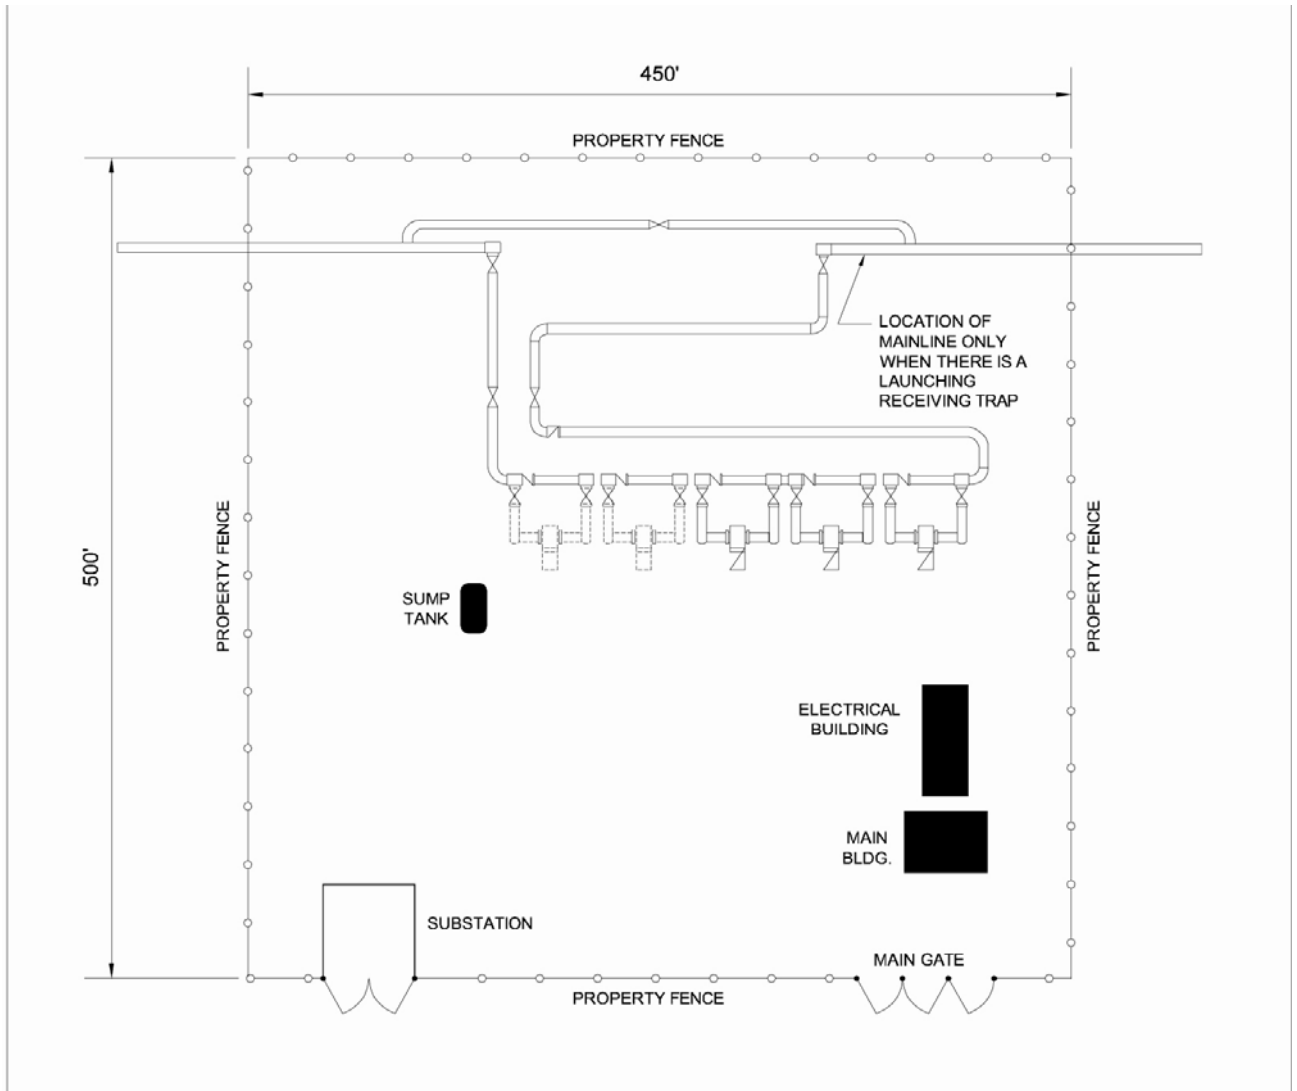 450'
PROPERTY FENCE
LOCATION OF
MAINLINE ONLY
WHEN THERE IS A
LAUNCHING
RECEIVING TRAP
500'
PROPERTY FENCE
PROPERTY FENCE
SUMP
TANK
ELECTRICAL
BUILDING
MAIN
BLDG.
SUBSTATION
MAIN GATE
PROPERTY FENCE